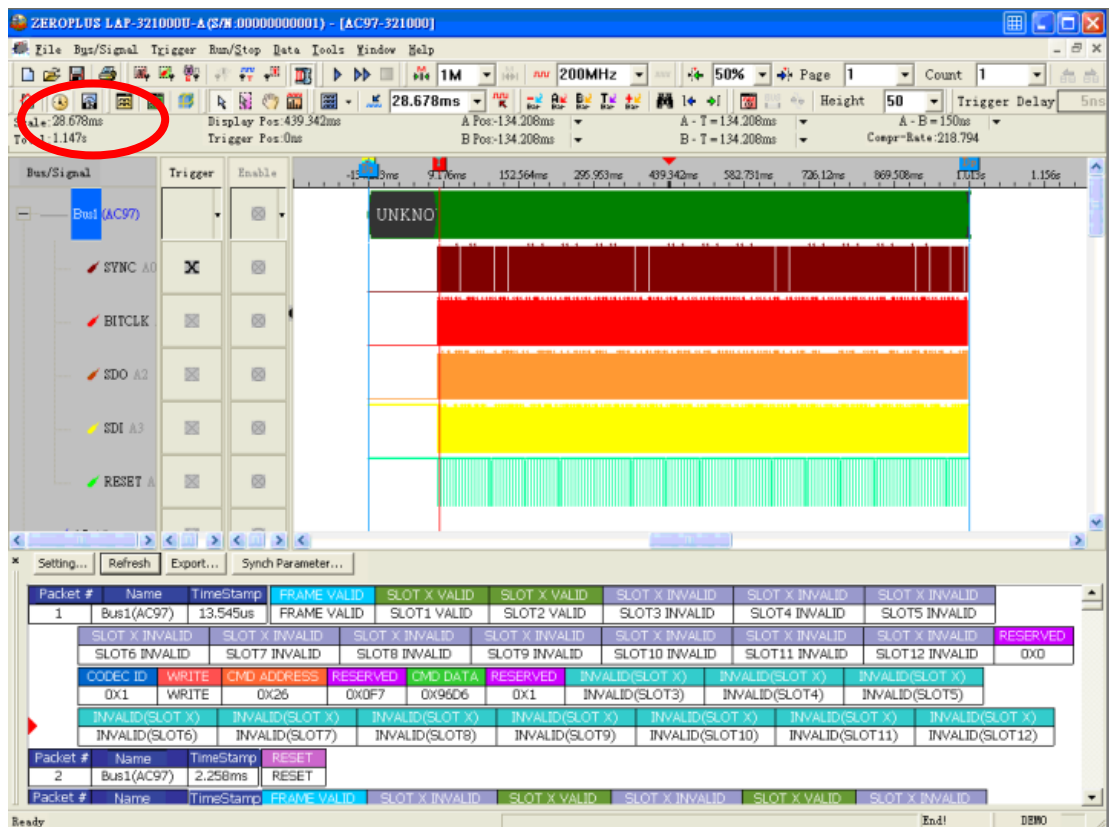 ZEROPLUS LAP-321000U-A(S/N:00000000001) - [AC97-321000]
File Bus/Signal Trigger Run/Stop Data Tools Window Help
1M 200MHz 50% Page 1 Count 1
28.678ms Bar Bar Bar Bar Bar Height 50 Trigger Delay 5ns
Scale:28.678ms Display Pos:439.342ms A Pos:-134.208ms A - T = 134.208ms A - B = 150ns
Total:1.147s Trigger Pos:0ns B Pos:-134.208ms B - T = 134.208ms Compr-Rate:218.794
Bus/Signal Trigger Enable 9.176ms 152.564ms 295.953ms 439.342ms 582.731ms 726.12ms 869.508ms 1.013s 1.156s
Bus1 (AC97) UNKNO
SYNC A0
BITCLK
SDO A2
SDI A3
RESET A
Setting... Refresh Export... Synch Parameter...
Packet # Name TimeStamp FRAME VALID SLOT X VALID SLOT X VALID SLOT X INVALID SLOT X INVALID SLOT X INVALID
1 Bus1(AC97) 13.545us FRAME VALID SLOT1 VALID SLOT2 VALID SLOT3 INVALID SLOT4 INVALID SLOT5 INVALID
SLOT X INVALID SLOT X INVALID SLOT X INVALID SLOT X INVALID SLOT X INVALID SLOT X INVALID SLOT X INVALID RESERVED
SLOT6 INVALID SLOT7 INVALID SLOT8 INVALID SLOT9 INVALID SLOT10 INVALID SLOT11 INVALID SLOT12 INVALID 0X0
CODEC ID WRITE CMD ADDRESS RESERVED CMD DATA RESERVED INVALID(SLOT X) INVALID(SLOT X) INVALID(SLOT X)
0X1 WRITE 0X26 0X0F7 0X96D6 0X1 INVALID(SLOT3) INVALID(SLOT4) INVALID(SLOT5)
INVALID(SLOT X) INVALID(SLOT X) INVALID(SLOT X) INVALID(SLOT X) INVALID(SLOT X) INVALID(SLOT X) INVALID(SLOT X)
INVALID(SLOT6) INVALID(SLOT7) INVALID(SLOT8) INVALID(SLOT9) INVALID(SLOT10) INVALID(SLOT11) INVALID(SLOT12)
Packet # Name TimeStamp RESET
2 Bus1(AC97) 2.258ms RESET
Packet # Name TimeStamp FRAME VALID SLOT X INVALID SLOT X VALID SLOT X INVALID SLOT X VALID SLOT X INVALID
Ready End! DEMO